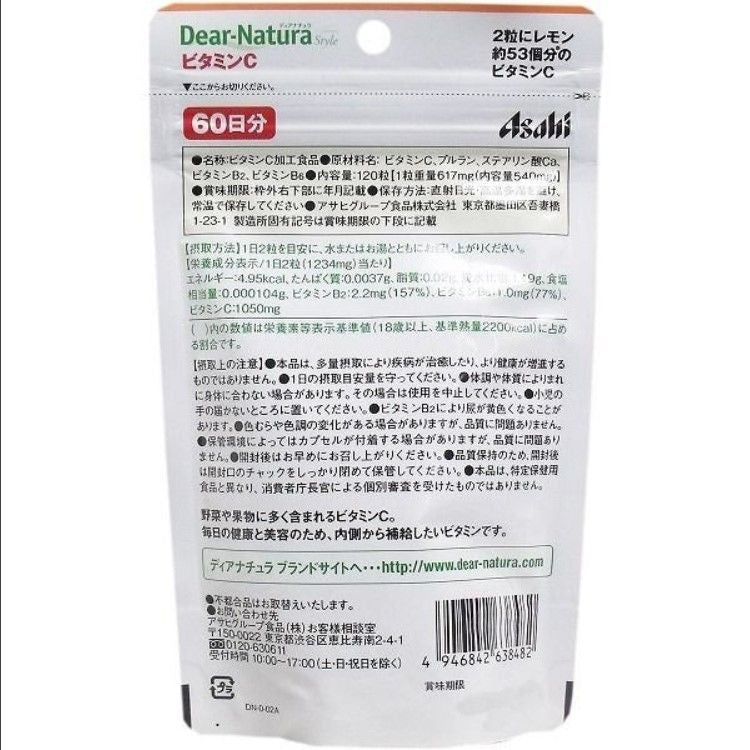 ディアナチュラ
Dear-Natura Style
ビタミンC
2粒にレモン
約53個分の
ビタミンC
▼ここからお切りください。
60日分
Asahi
●名称:ビタミンC加工食品●原材料名: ビタミンC、プルラン、ステアリン酸Ca、
ビタミンB2、ビタミンB6●内容量:120粒[1粒重量617mg(内容量540mg)]
●賞味期限:枠外右下部に年月記載●保存方法:直射日光・高温多湿を避け、
常温で保存してください●アサヒグループ食品株式会社 東京都墨田区吾妻橋
1-23-1 製造所固有記号は賞味期限の下段に記載
【摂取方法】1日2粒を目安に、水またはお湯とともにお召し上がりください。
【栄養成分表示/1日2粒(1234mg)当たり】
エネルギー:4.95kcal、たんぱく質:0.0037g、脂質:0.02g、炭水化物:1.19g、食塩
相当量:0.000104g、ビタミンB2:2.2mg(157%)、ビタミンB6:1.0mg(77%)、
ビタミンC:1050mg
( )内の数値は栄養素等表示基準値(18歳以上、基準熱量2200kcal)に占め
る割合です。
【摂取上の注意】●本品は、多量摂取により疾病が治癒したり、より健康が増進する
ものではありません。●1日の摂取目安量を守ってください。●体調や体質によりまれ
に身体に合わない場合があります。その場合は使用を中止してください。●小児の
手の届かないところに置いてください。●ビタミンB2により尿が黄色くなることが
あります。●色むらや色調の変化がある場合がありますが、品質に問題ありません。
●保管環境によってはカプセルが付着する場合がありますが、品質に問題ありま
せん。●開封後はお早めにお召し上がりください。●品質保持のため、開封後
は開封口のチャックをしっかり閉めて保管してください。●本品は、特定保健用
食品と異なり、消費者庁長官による個別審査を受けたものではありません。
野菜や果物に多く含まれるビタミンC。
毎日の健康と美容のため、内側から補給したいビタミンです。
ディアナチュラ ブランドサイトへ・・・http://www.dear-natura.com
●不都合品はお取替えいたします。
●お問い合わせ先
アサヒグループ食品(株)お客様相談室
〒150-0022 東京都渋谷区恵比寿南2-4-1
0120-630611
受付時間 10:00~17:00(土・日・祝日を除く)
4 946842 638482
賞味期限
プラ
DN-0-02A